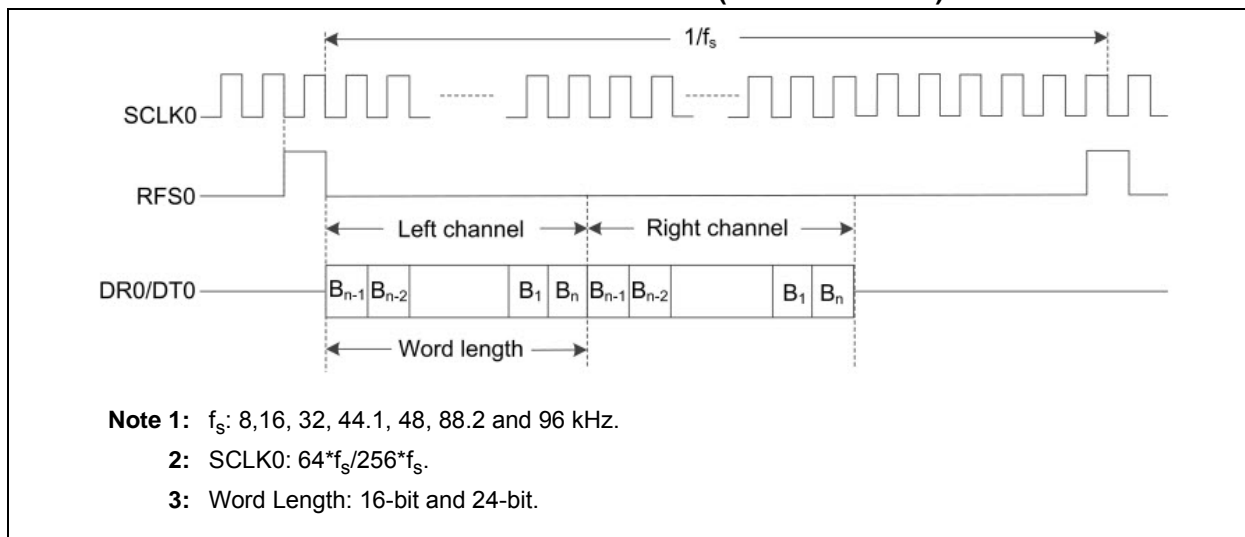 1/fs
SCLK0
RFS0
Left channel Right channel
DR0/DT0 Bn-1 Bn-2 B1 Bn Bn-1 Bn-2 B1 Bn
Word length
Note 1: fs: 8,16, 32, 44.1, 48, 88.2 and 96 kHz.
2: SCLK0: 64*fs/256*fs.
3: Word Length: 16-bit and 24-bit.